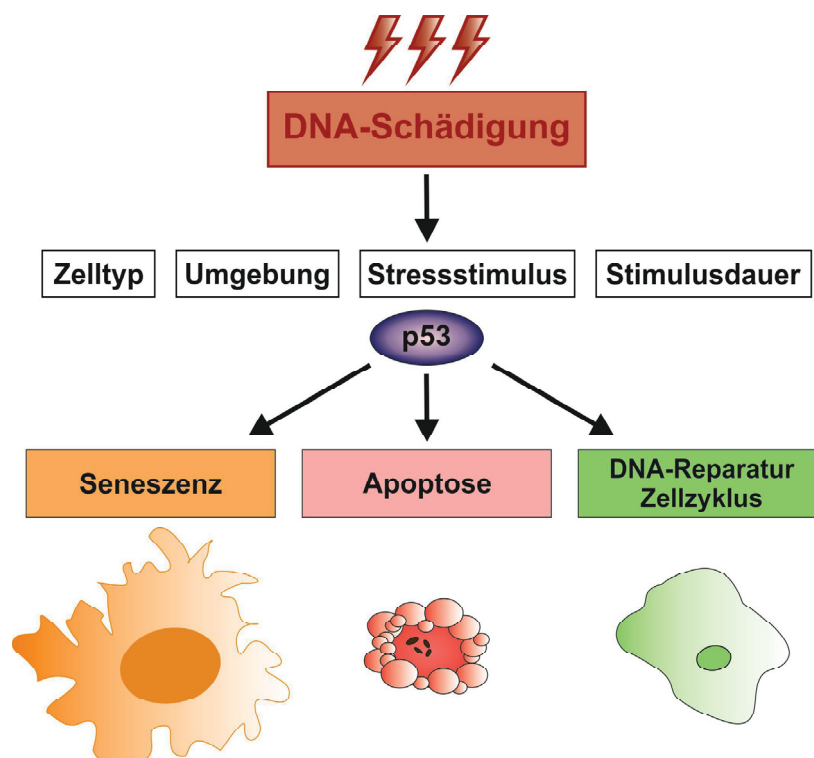 DNA-Schädigung
Zelltyp
Umgebung
Stressstimulus
Stimulusdauer
p53
Seneszenz
Apoptose
DNA-Reparatur
Zellzyklus